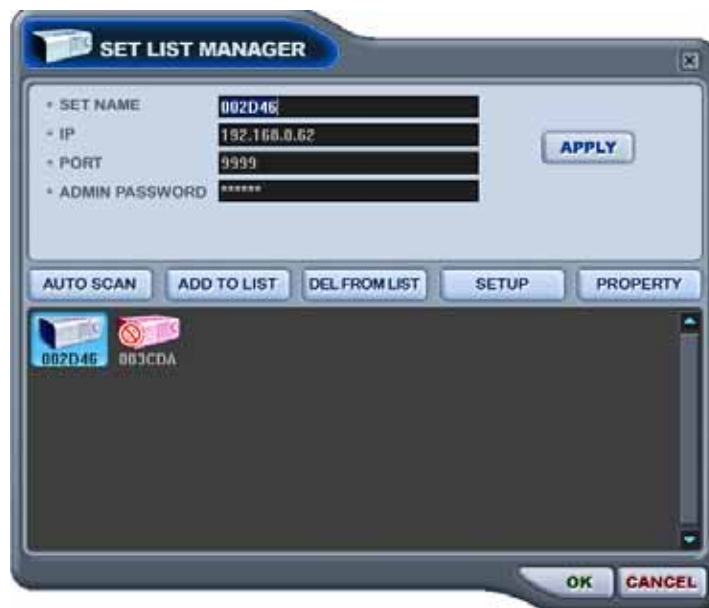 SET LIST MANAGER
• SET NAME 002D46
• IP 192.168.0.62
• PORT 9999
• ADMIN PASSWORD ******
APPLY
AUTO SCAN ADD TO LIST DEL FROM LIST SETUP PROPERTY
002D46 003CDA
OK CANCEL